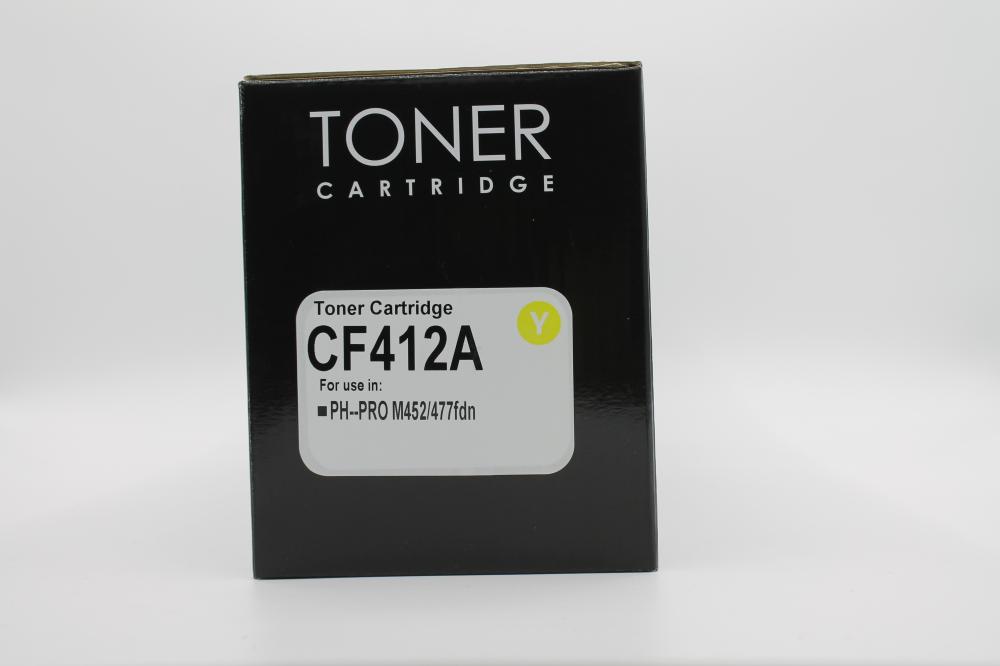 TONER
CARTRIDGE
Toner Cartridge
Y
CF412A
For use in:
■PH--PRO M452/477fdn